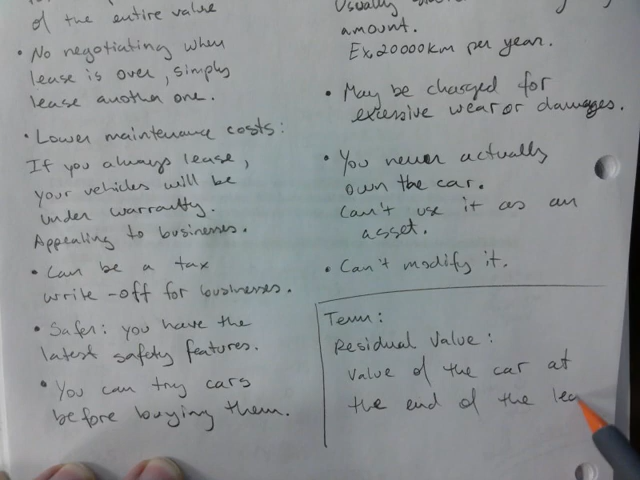 of the entire value
• No negotiating when
lease is over, simply
lease another one.
• Lower maintenance costs:
If you always lease,
your vehicles will be
under warranty.
Appealing to businesses.
• Can be a tax
write-off for businesses.
• Safer: you have the
latest safety features.
• You can try cars
before buying them.
Usually
amount.
Ex. 20000km per year.
• May be charged for
excessive wear or damages.
• You never actually
own the car.
Can't use it as an
asset.
• Can't modify it.
Term:
Residual Value:
Value of the car at
the end of the lea